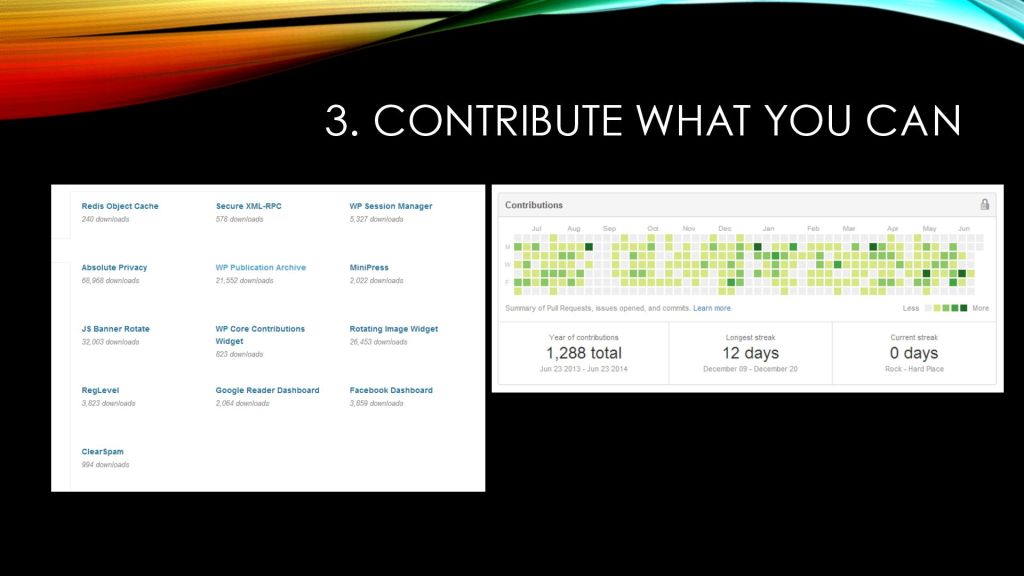 3. CONTRIBUTE WHAT YOU CAN
Redis Object Cache
240 downloads
Secure XML-RPC
578 downloads
WP Session Manager
5,327 downloads
Absolute Privacy
66,968 downloads
WP Publication Archive
21,552 downloads
MiniPress
2,022 downloads
JS Banner Rotate
32,003 downloads
WP Core Contributions
Widget
823 downloads
Rotating Image Widget
26,453 downloads
RegLevel
3,823 downloads
Google Reader Dashboard
2,064 downloads
Facebook Dashboard
3,859 downloads
ClearSpam
994 downloads
Contributions
Jul Aug Sep Oct Nov Dec Jan Feb Mar Apr May Jun
M
W
F
Summary of Pull Requests, issues opened, and commits. Learn more. Less More
Year of contributions
1,288 total
Jun 23 2013 - Jun 23 2014
Longest streak
12 days
December 09 - December 20
Current streak
0 days
Rock - Hard Place